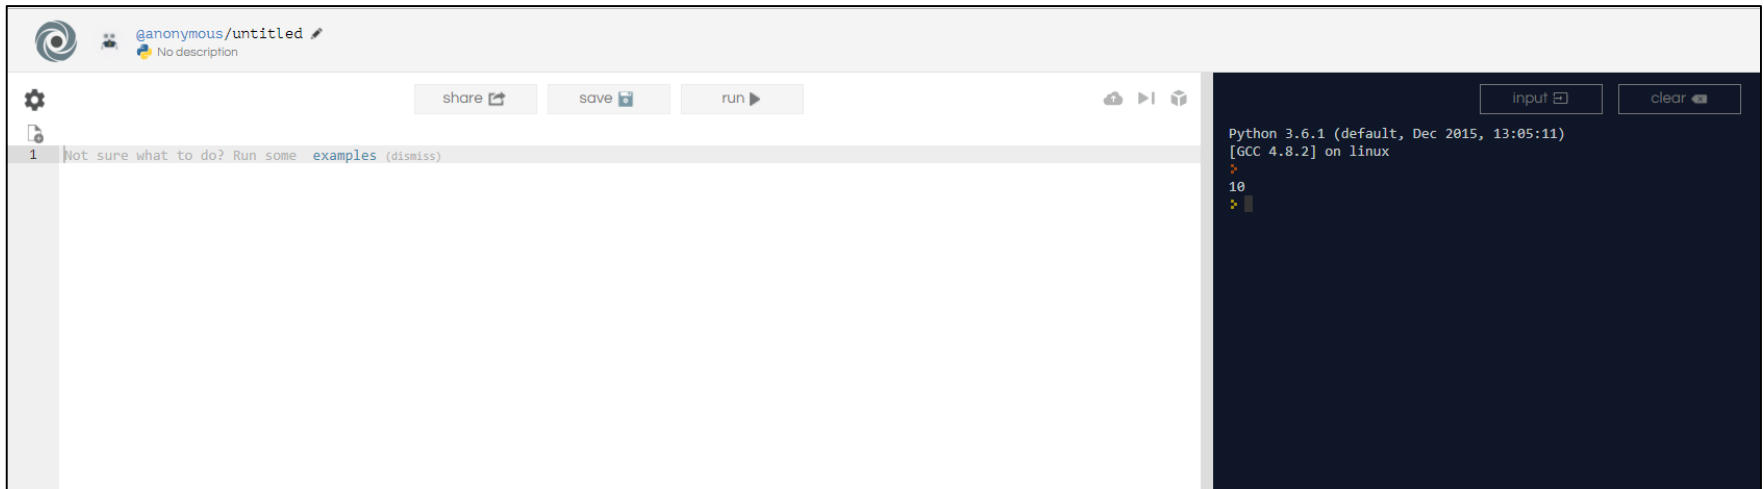 @anonymous/untitled
No description
share
save
run
input
clear
1 Not sure what to do? Run some examples (dismiss)
Python 3.6.1 (default, Dec 2015, 13:05:11)
[GCC 4.8.2] on linux
10